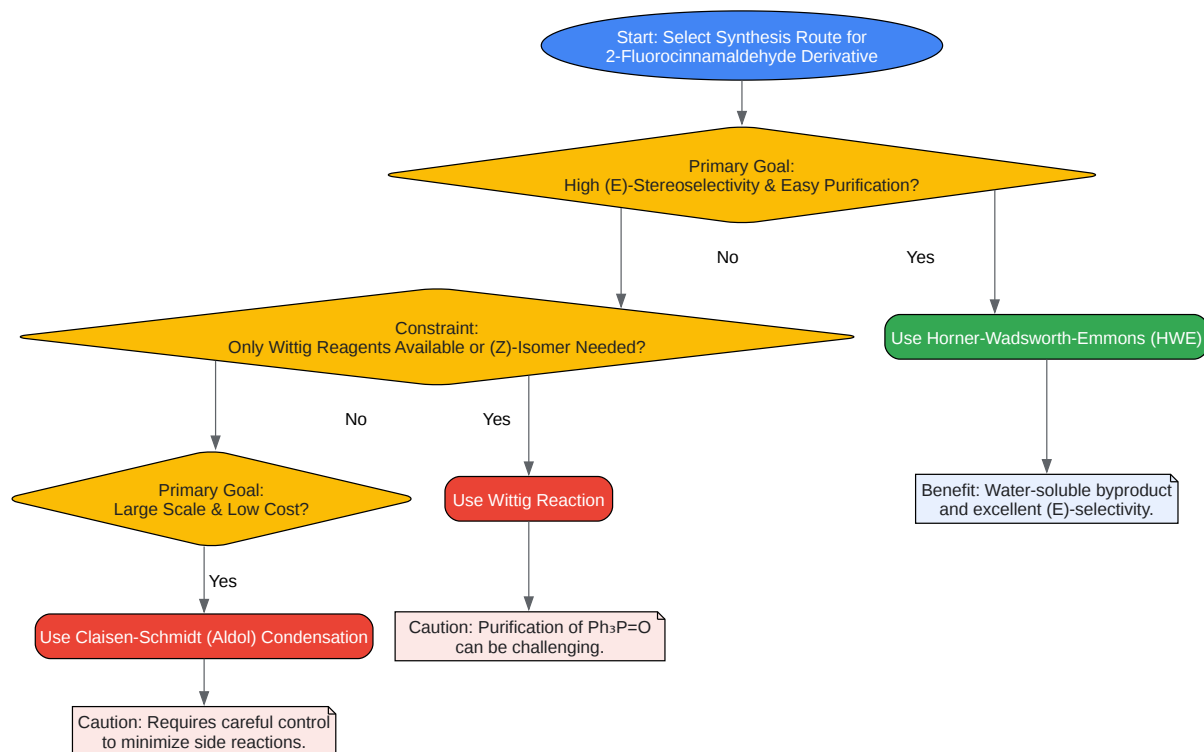 Start: Select Synthesis Route for
2-Fluorocinnamaldehyde Derivative
Primary Goal:
High (E)-Stereoselectivity & Easy Purification?
No
Yes
Constraint:
Only Wittig Reagents Available or (Z)-Isomer Needed?
Use Horner-Wadsworth-Emmons (HWE)
No
Yes
Primary Goal:
Large Scale & Low Cost?
Use Wittig Reaction
Benefit: Water-soluble byproduct
and excellent (E)-selectivity.
Yes
Use Claisen-Schmidt (Aldol) Condensation
Caution: Purification of Ph₃P=O
can be challenging.
Caution: Requires careful control
to minimize side reactions.